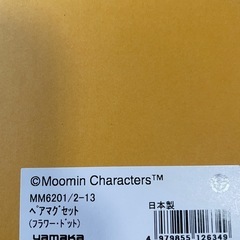 ©Moomin Characters™
MM6201/2-13
ペアマグセット
(フラワー・ドット)
yamaka
日本製
4 979855 126349